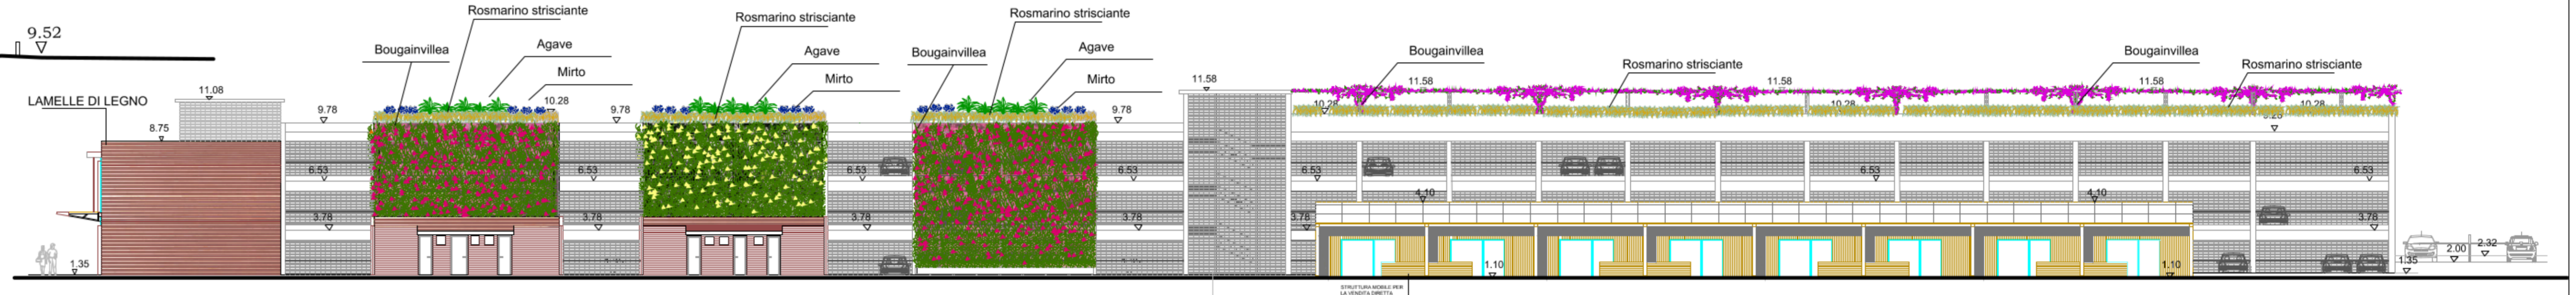 9.52
Rosmarino strisciante
Agave
Bougainvillea
Mirto
LAMELLE DI LEGNO
11.08
8.75
9.78
10.28
9.78
Rosmarino strisciante
Agave
Mirto
Bougainvillea
Rosmarino strisciante
Agave
Mirto
9.78
11.58
Bougainvillea
11.58
Rosmarino strisciante
11.58
Bougainvillea
11.58
Rosmarino strisciante
10.28
10.28
10.28
9.28
6.53
6.53
6.53
6.53
6.53
6.53
6.53
4.10
4.10
3.78
3.78
3.78
3.78
3.78
3.78
1.35
1.10
1.10
1.35
2.00
2.32
STRUTTURA MOBILE PER
LA VENDITA DIRETTA